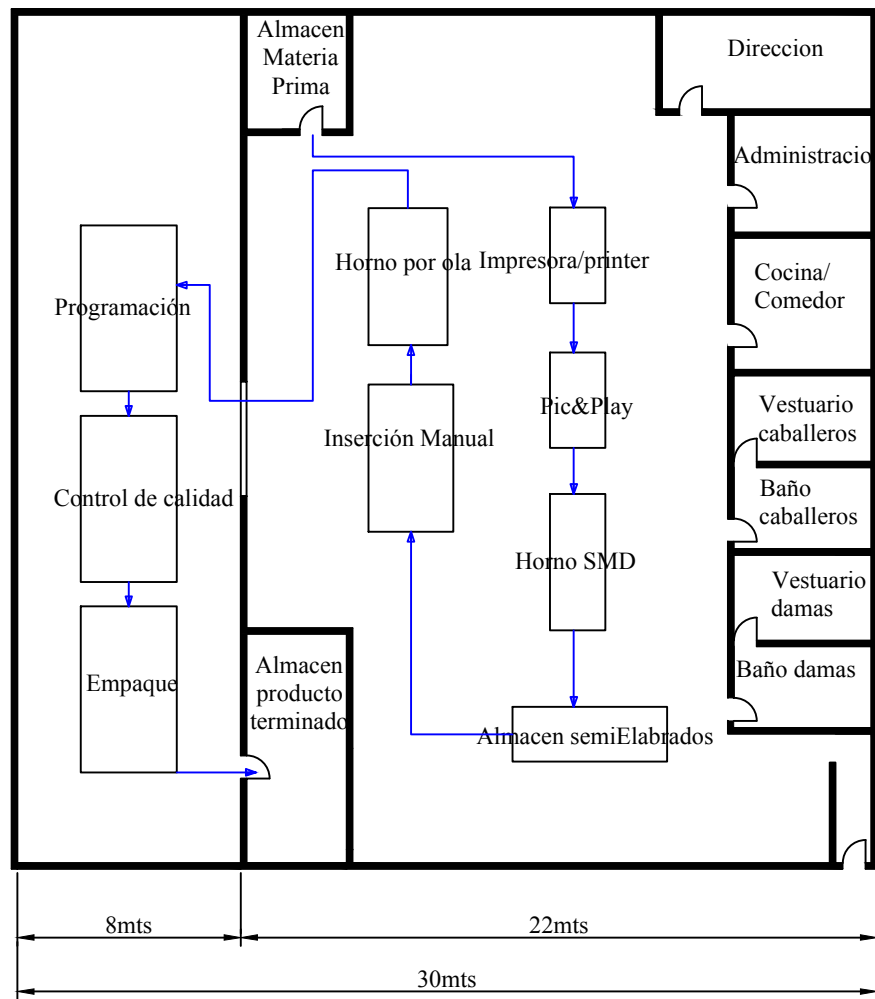 Almacen
Materia
Prima
Direccion
Administracio
Horno por ola
Impresora/printer
Cocina/
Comedor
Programación
Pic&Play
Inserción Manual
Vestuario
caballeros
Control de calidad
Baño
caballeros
Horno SMD
Vestuario
damas
Empaque
Almacen
producto
terminado
Baño damas
Almacen semiElabrados
8mts
22mts
30mts